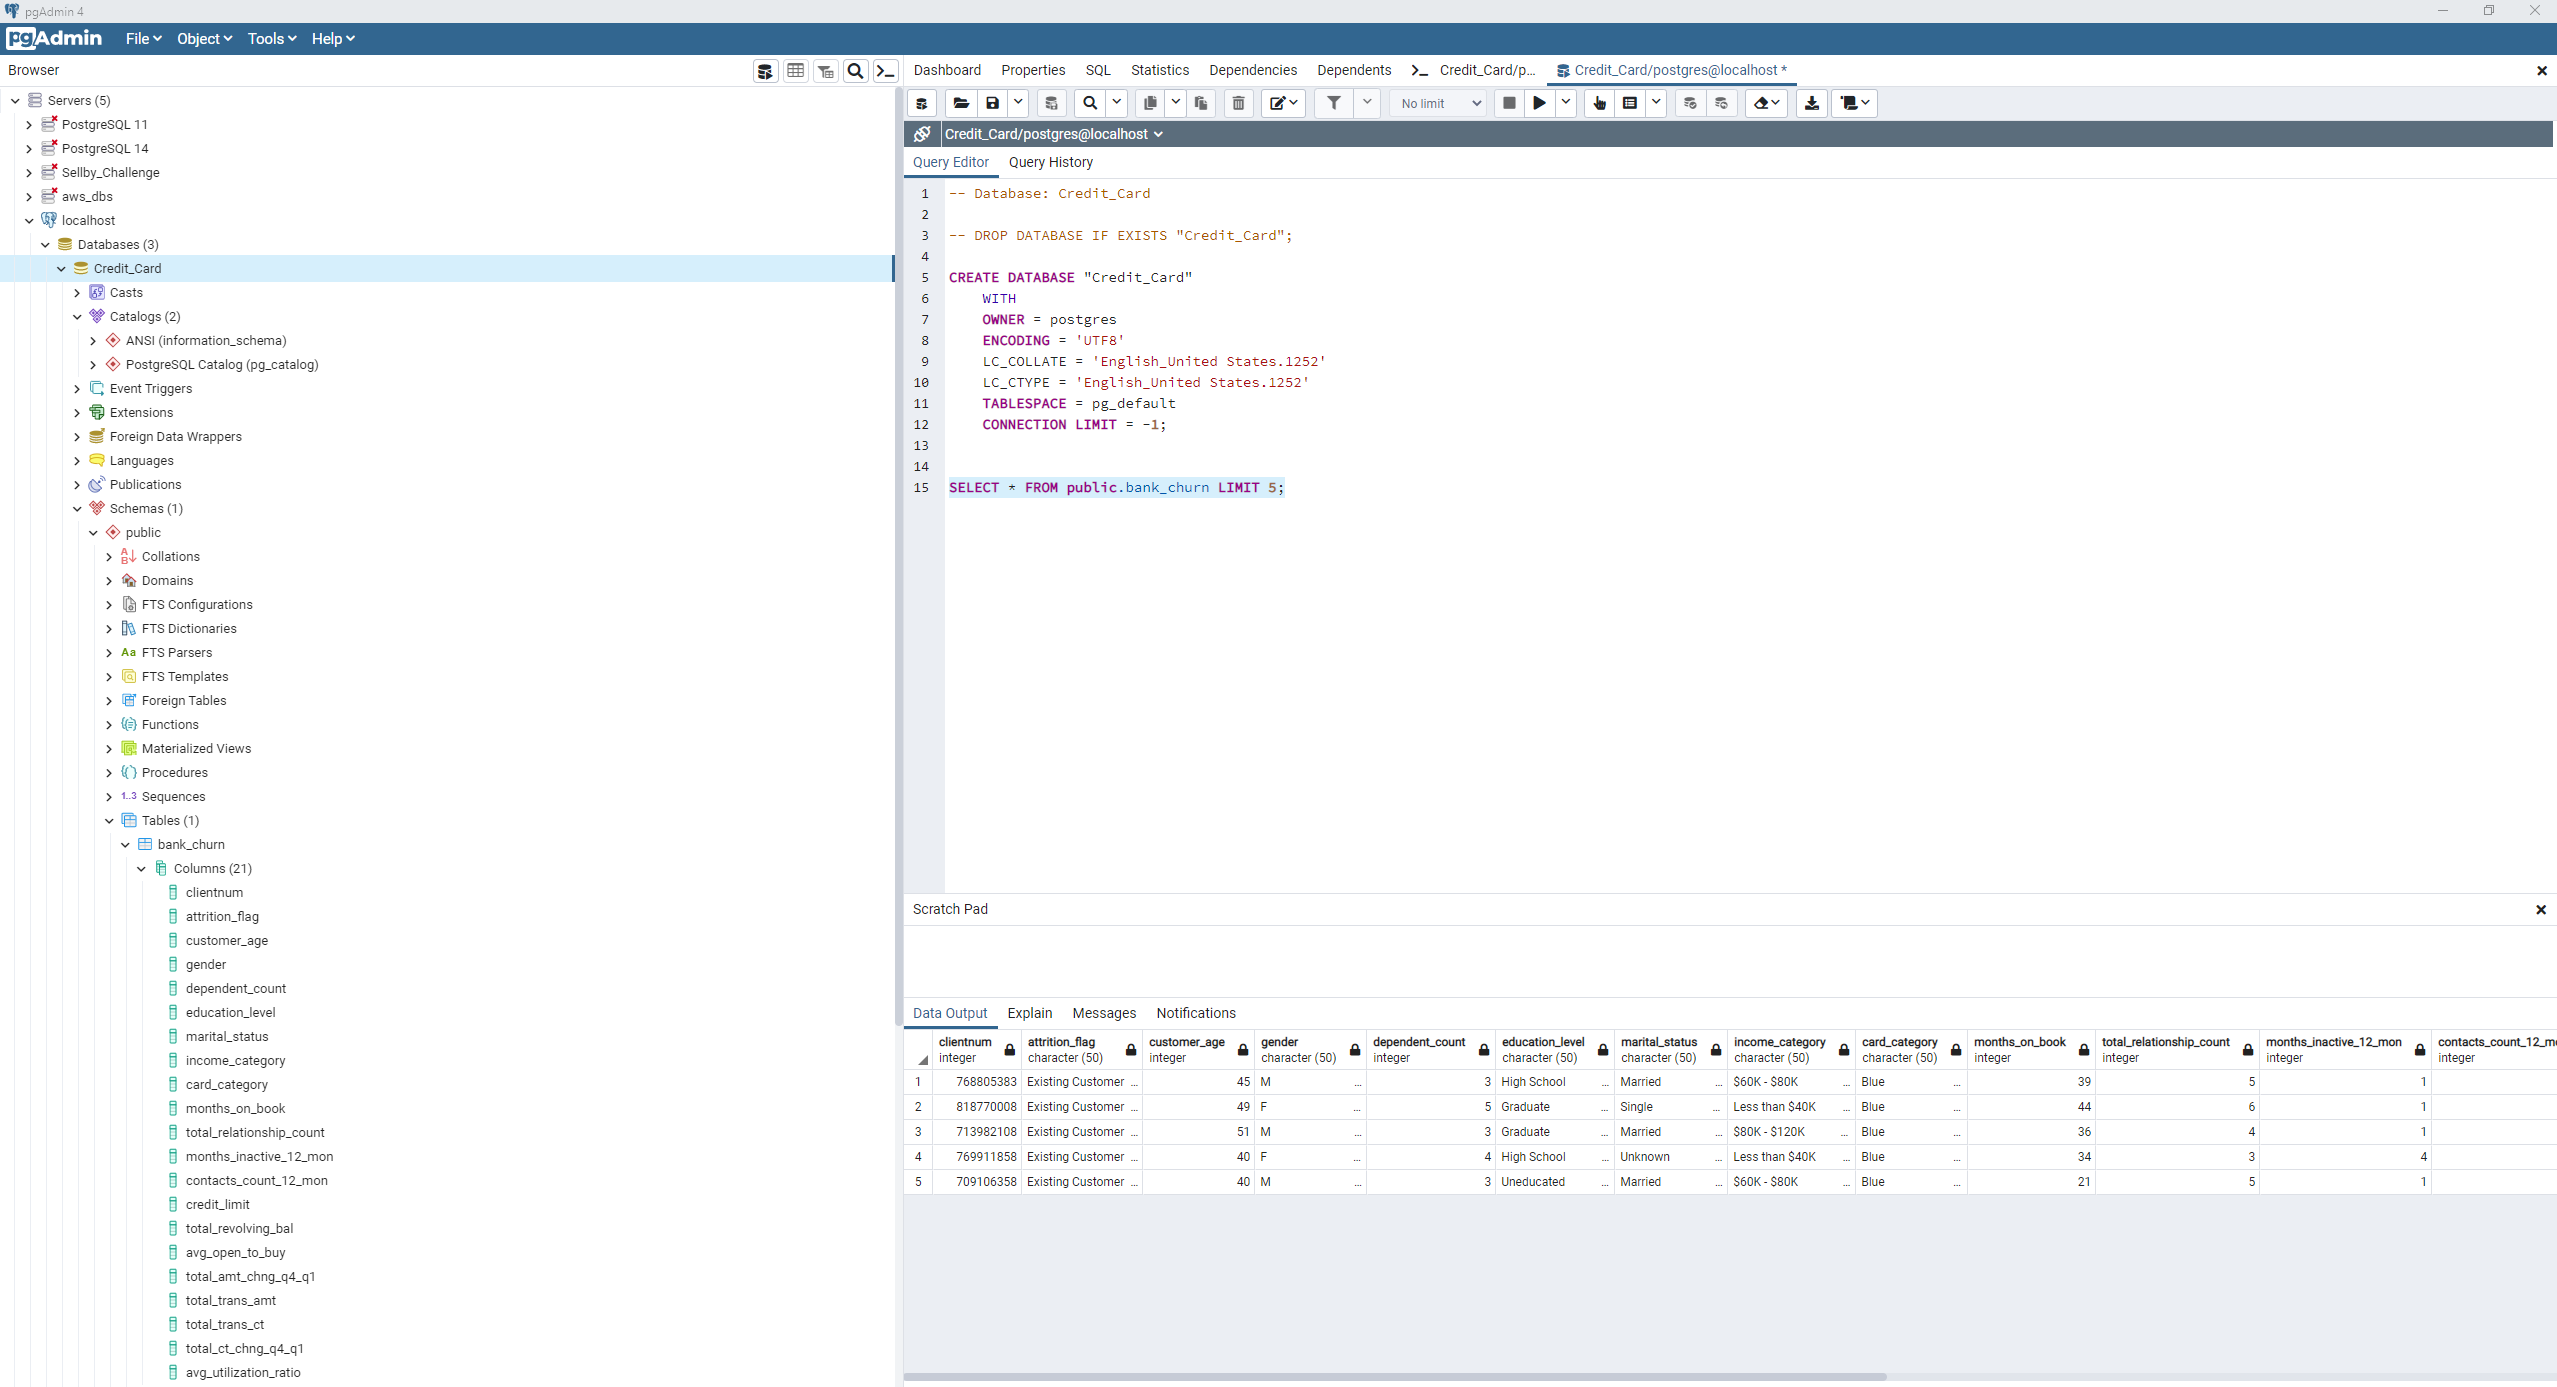 pgAdmin 4
pgAdmin File Object Tools Help
Browser
Servers (5)
PostgreSQL 11
PostgreSQL 14
Sellby_Challenge
aws_dbs
localhost
Databases (3)
Credit_Card
Casts
Catalogs (2)
ANSI (information_schema)
PostgreSQL Catalog (pg_catalog)
Event Triggers
Extensions
Foreign Data Wrappers
Languages
Publications
Schemas (1)
public
Collations
Domains
FTS Configurations
FTS Dictionaries
Aa FTS Parsers
FTS Templates
Foreign Tables
Functions
Materialized Views
Procedures
1..3 Sequences
Tables (1)
bank_churn
Columns (21)
clientnum
attrition_flag
customer_age
gender
dependent_count
education_level
marital_status
income_category
card_category
months_on_book
total_relationship_count
months_inactive_12_mon
contacts_count_12_mon
credit_limit
total_revolving_bal
avg_open_to_buy
total_amt_chng_q4_q1
total_trans_amt
total_trans_ct
total_ct_chng_q4_q1
avg_utilization_ratio
Dashboard Properties SQL Statistics Dependencies Dependents Credit_Card/p... Credit_Card/postgres@localhost *
No limit
Credit_Card/postgres@localhost
Query Editor Query History
1 -- Database: Credit_Card
2
3 -- DROP DATABASE IF EXISTS "Credit_Card";
4
5 CREATE DATABASE "Credit_Card"
6 WITH
7 OWNER = postgres
8 ENCODING = 'UTF8'
9 LC_COLLATE = 'English_United States.1252'
10 LC_CTYPE = 'English_United States.1252'
11 TABLESPACE = pg_default
12 CONNECTION LIMIT = -1;
13
14
15 SELECT * FROM public.bank_churn LIMIT 5;
Scratch Pad
Data Output Explain Messages Notifications
clientnum attrition_flag customer_age gender dependent_count education_level marital_status income_category card_category months_on_book total_relationship_count months_inactive_12_mon contacts_count_12_m
integer character (50) integer character (50) integer character (50) character (50) character (50) character (50) integer integer integer integer
1 768805383 Existing Customer ... 45 M ... 3 High School ... Married ... $60K - $80K ... Blue ... 39 5 1
2 818770008 Existing Customer ... 49 F ... 5 Graduate ... Single ... Less than $40K ... Blue ... 44 6 1
3 713982108 Existing Customer ... 51 M ... 3 Graduate ... Married ... $80K - $120K ... Blue ... 36 4 1
4 769911858 Existing Customer ... 40 F ... 4 High School ... Unknown ... Less than $40K ... Blue ... 34 3 4
5 709106358 Existing Customer ... 40 M ... 3 Uneducated ... Married ... $60K - $80K ... Blue ... 21 5 1